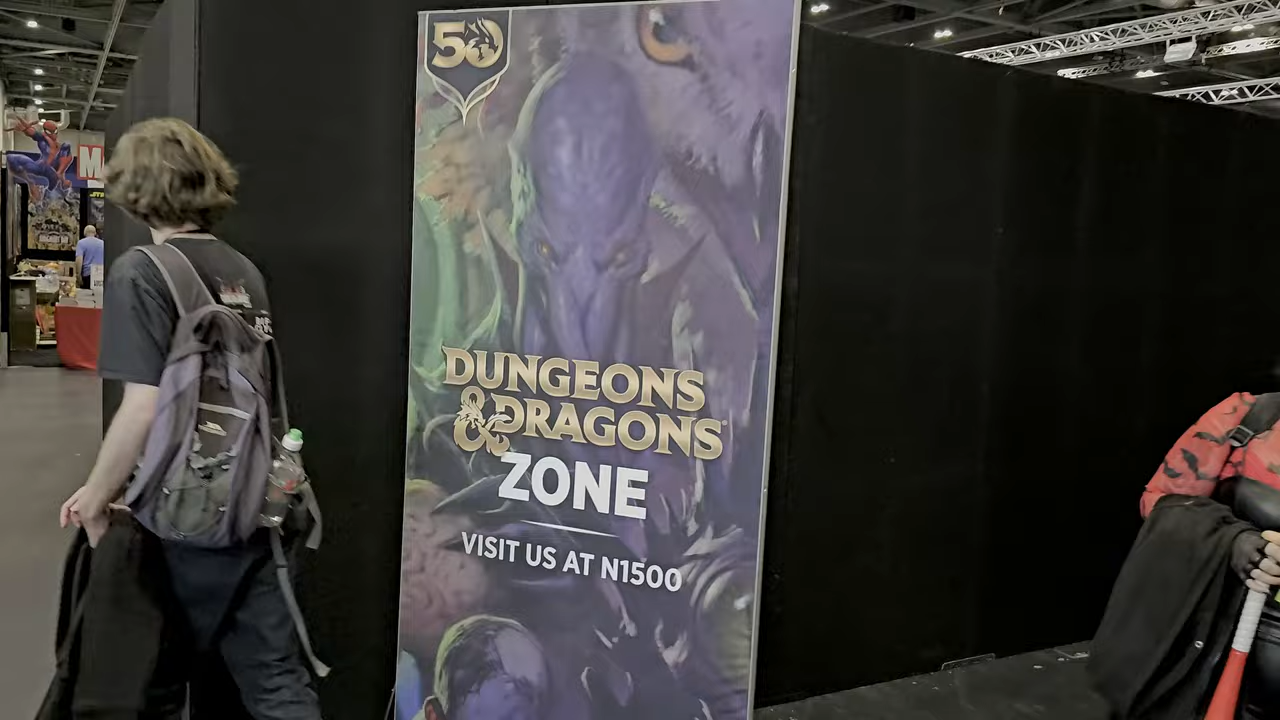 50
DUNGEONS
& DRAGONS
ZONE
VISIT US AT N1500
M